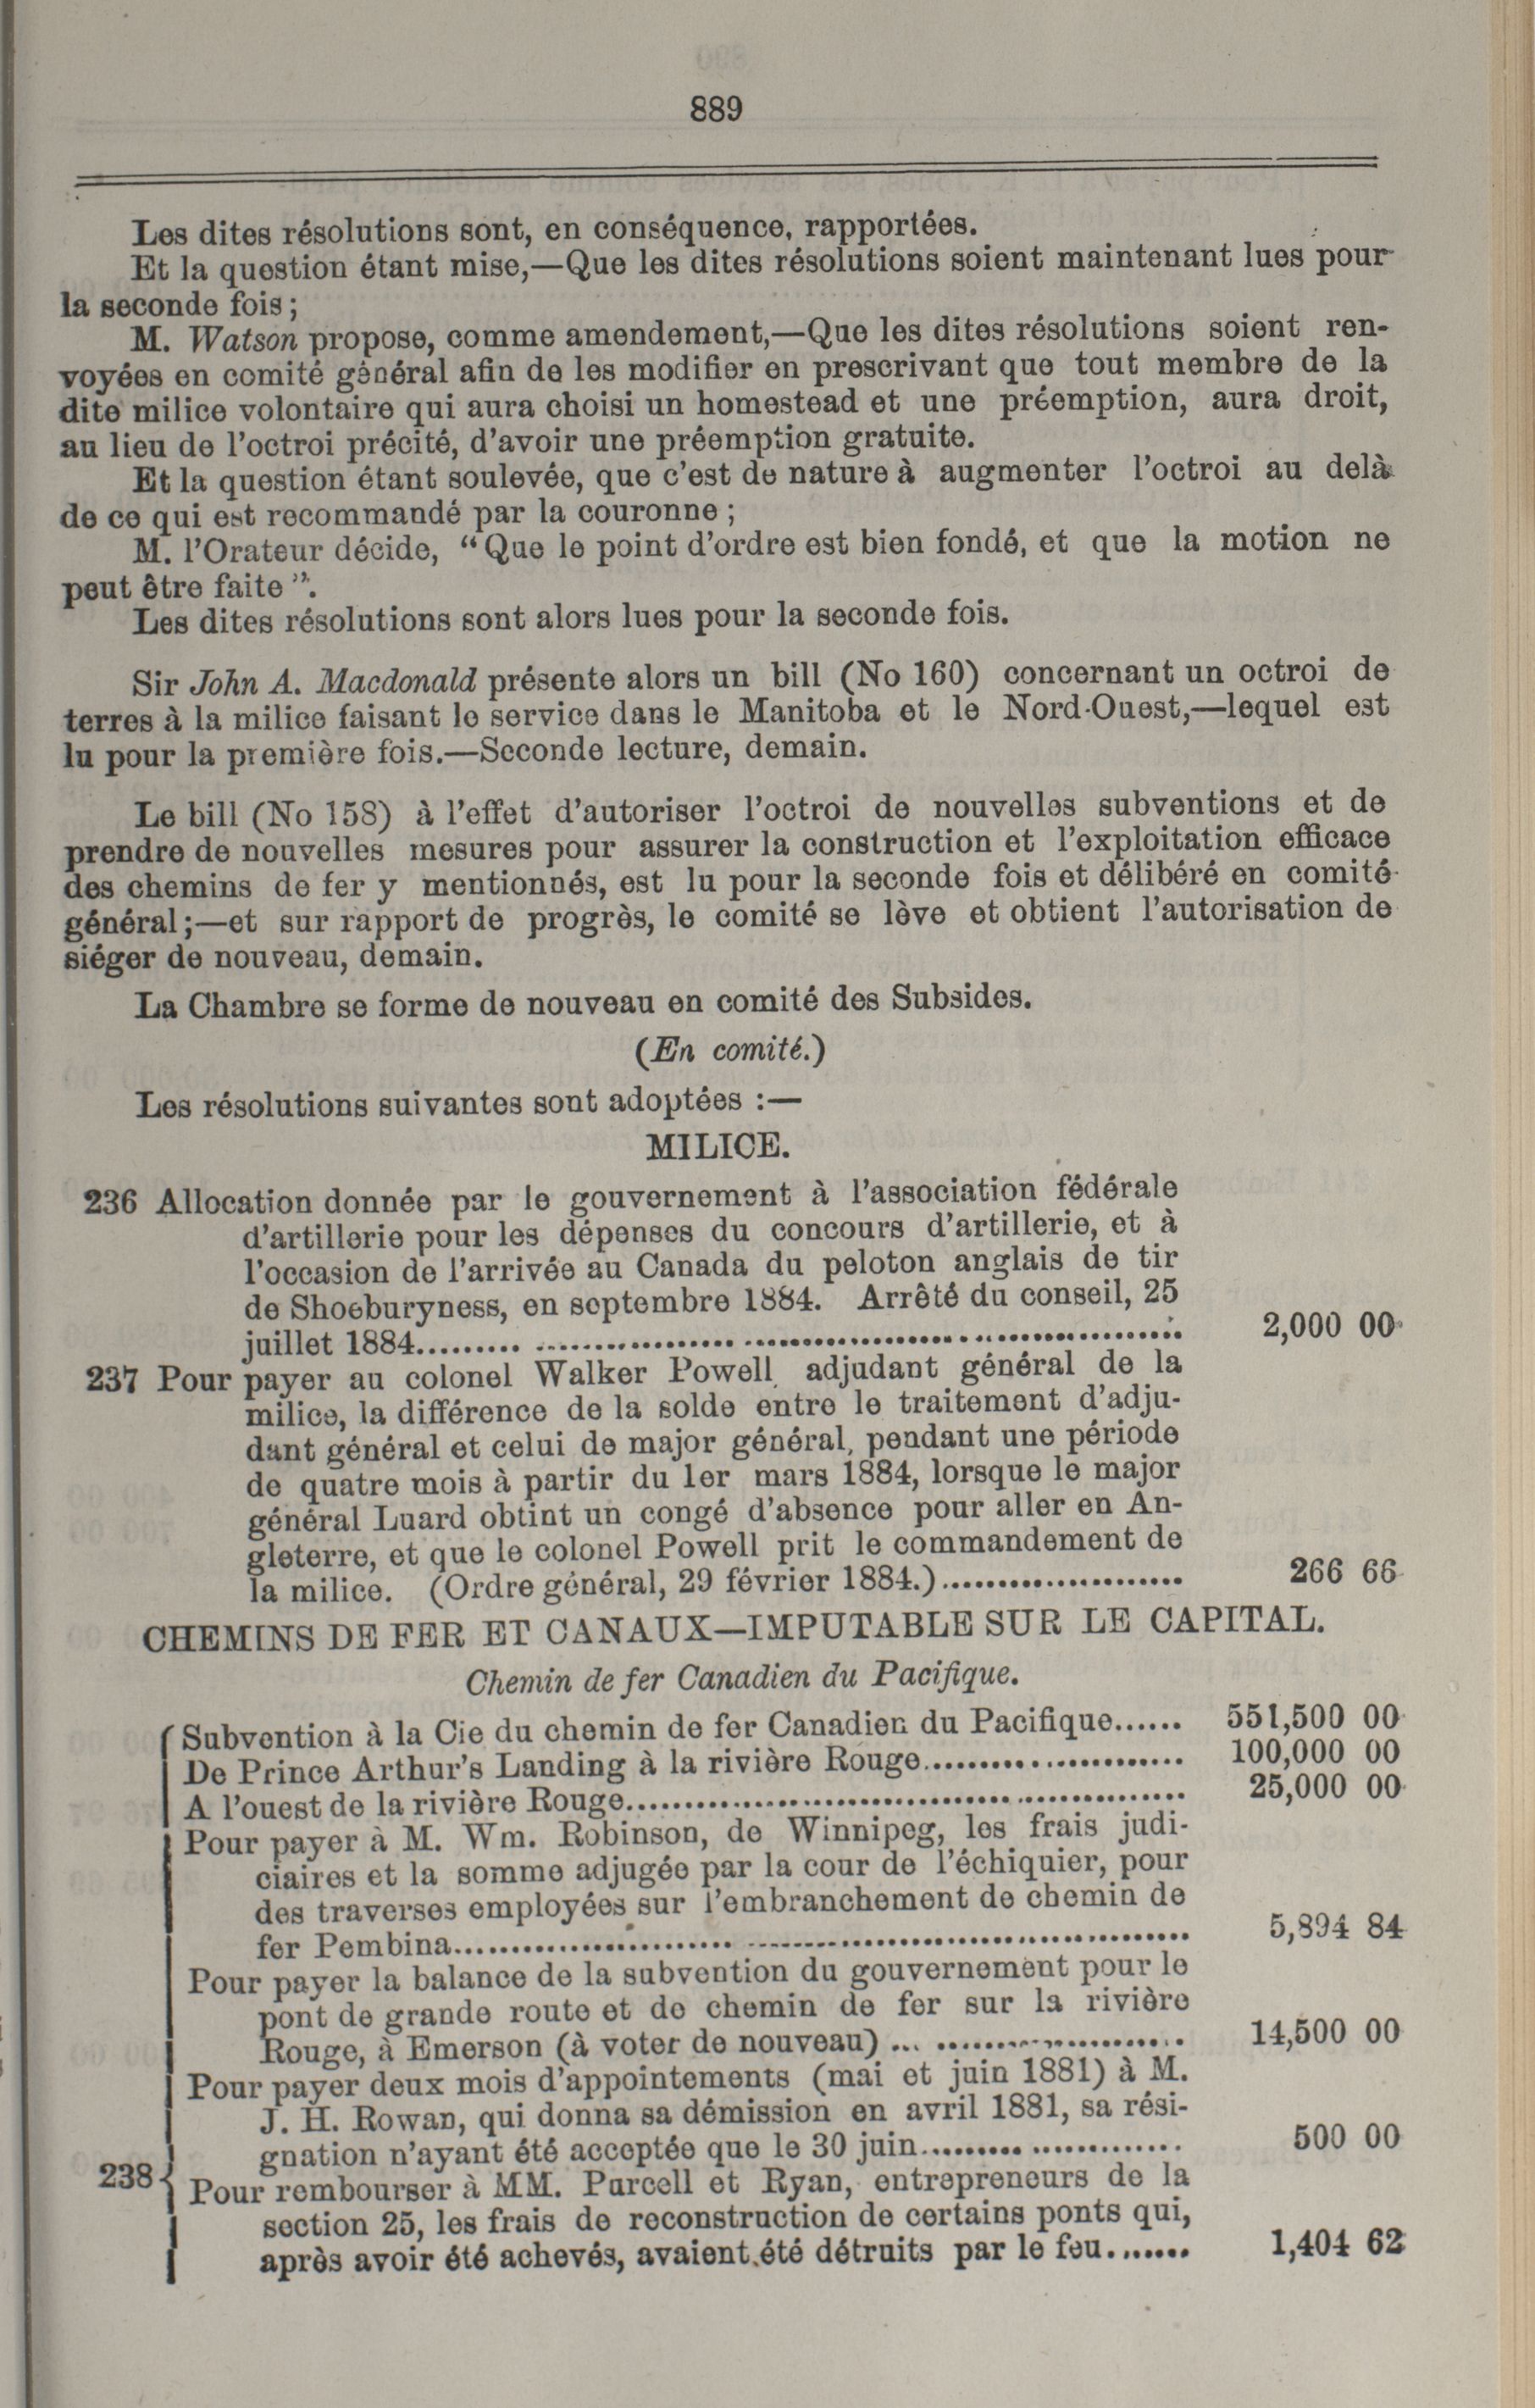 889
Les dites résolutions sont, en conséquence, rapportées.
Et la question étant mise,—Que les dites résolutions soient maintenant lues pour
la seconde fois;
M. Watson propose, comme amendement,—Que les dites résolutions soient ren-
voyées en comité général afin de les modifier en prescrivant que tout membre de la
dite milice volontaire qui aura choisi un homestead et une préemption, aura droit,
au lieu de l'octroi précité, d'avoir une préemption gratuite.
Et la question étant soulevée, que c'est de nature à augmenter l'octroi au delà
de ce qui est recommandé par la couronne;
M. l'Orateur décide, "Que le point d'ordre est bien fondé, et que la motion ne
peut être faite".
Les dites résolutions sont alors lues pour la seconde fois.
Sir John A. Macdonald présente alors un bill (No 160) concernant un octroi de
terres à la milice faisant le service dans le Manitoba et le Nord-Ouest,—lequel est
lu pour la première fois.—Seconde lecture, demain.
Le bill (No 158) à l'effet d'autoriser l'octroi de nouvelles subventions et de
prendre de nouvelles mesures pour assurer la construction et l'exploitation efficace
des chemins de fer y mentionnés, est lu pour la seconde fois et délibéré en comité
général;—et sur rapport de progrès, le comité se lève et obtient l'autorisation de
siéger de nouveau, demain.
La Chambre se forme de nouveau en comité des Subsides.
(En comité.)
Les résolutions suivantes sont adoptées :—
MILICE.
236 Allocation donnée par le gouvernement à l'association fédérale
d'artillerie pour les dépenses du concours d'artillerie, et à
l'occasion de l'arrivée au Canada du peloton anglais de tir
de Shoeburyness, en septembre 1884. Arrêté du conseil, 25
juillet 1884........ 2,000 00
237 Pour payer au colonel Walker Powell, adjudant général de la
milice, la différence de la solde entre le traitement d'adju-
dant général et celui de major général, pendant une période
de quatre mois à partir du 1er mars 1884, lorsque le major
général Luard obtint un congé d'absence pour aller en An-
gleterre, et que le colonel Powell prit le commandement de
la milice. (Ordre général, 29 février 1884.)........ 266 66
CHEMINS DE FER ET CANAUX—IMPUTABLE SUR LE CAPITAL.
Chemin de fer Canadien du Pacifique.
Subvention à la Cie du chemin de fer Canadien du Pacifique...... 551,500 00
De Prince Arthur's Landing à la rivière Rouge........ 100,000 00
A l'ouest de la rivière Rouge........ 25,000 00
Pour payer à M. Wm. Robinson, de Winnipeg, les frais judi-
ciaires et la somme adjugée par la cour de l'échiquier, pour
des traverses employées sur l'embranchement de chemin de
fer Pembina........ 5,894 84
Pour payer la balance de la subvention du gouvernement pour le
pont de grande route et de chemin de fer sur la rivière
Rouge, à Emerson (à voter de nouveau) ........ 14,500 00
Pour payer deux mois d'appointements (mai et juin 1881) à M.
J. H. Rowan, qui donna sa démission en avril 1881, sa rési-
gnation n'ayant été acceptée que le 30 juin........ 500 00
238 { Pour rembourser à MM. Purcell et Ryan, entrepreneurs de la
section 25, les frais de reconstruction de certains ponts qui,
après avoir été achevés, avaient été détruits par le feu........ 1,404 62